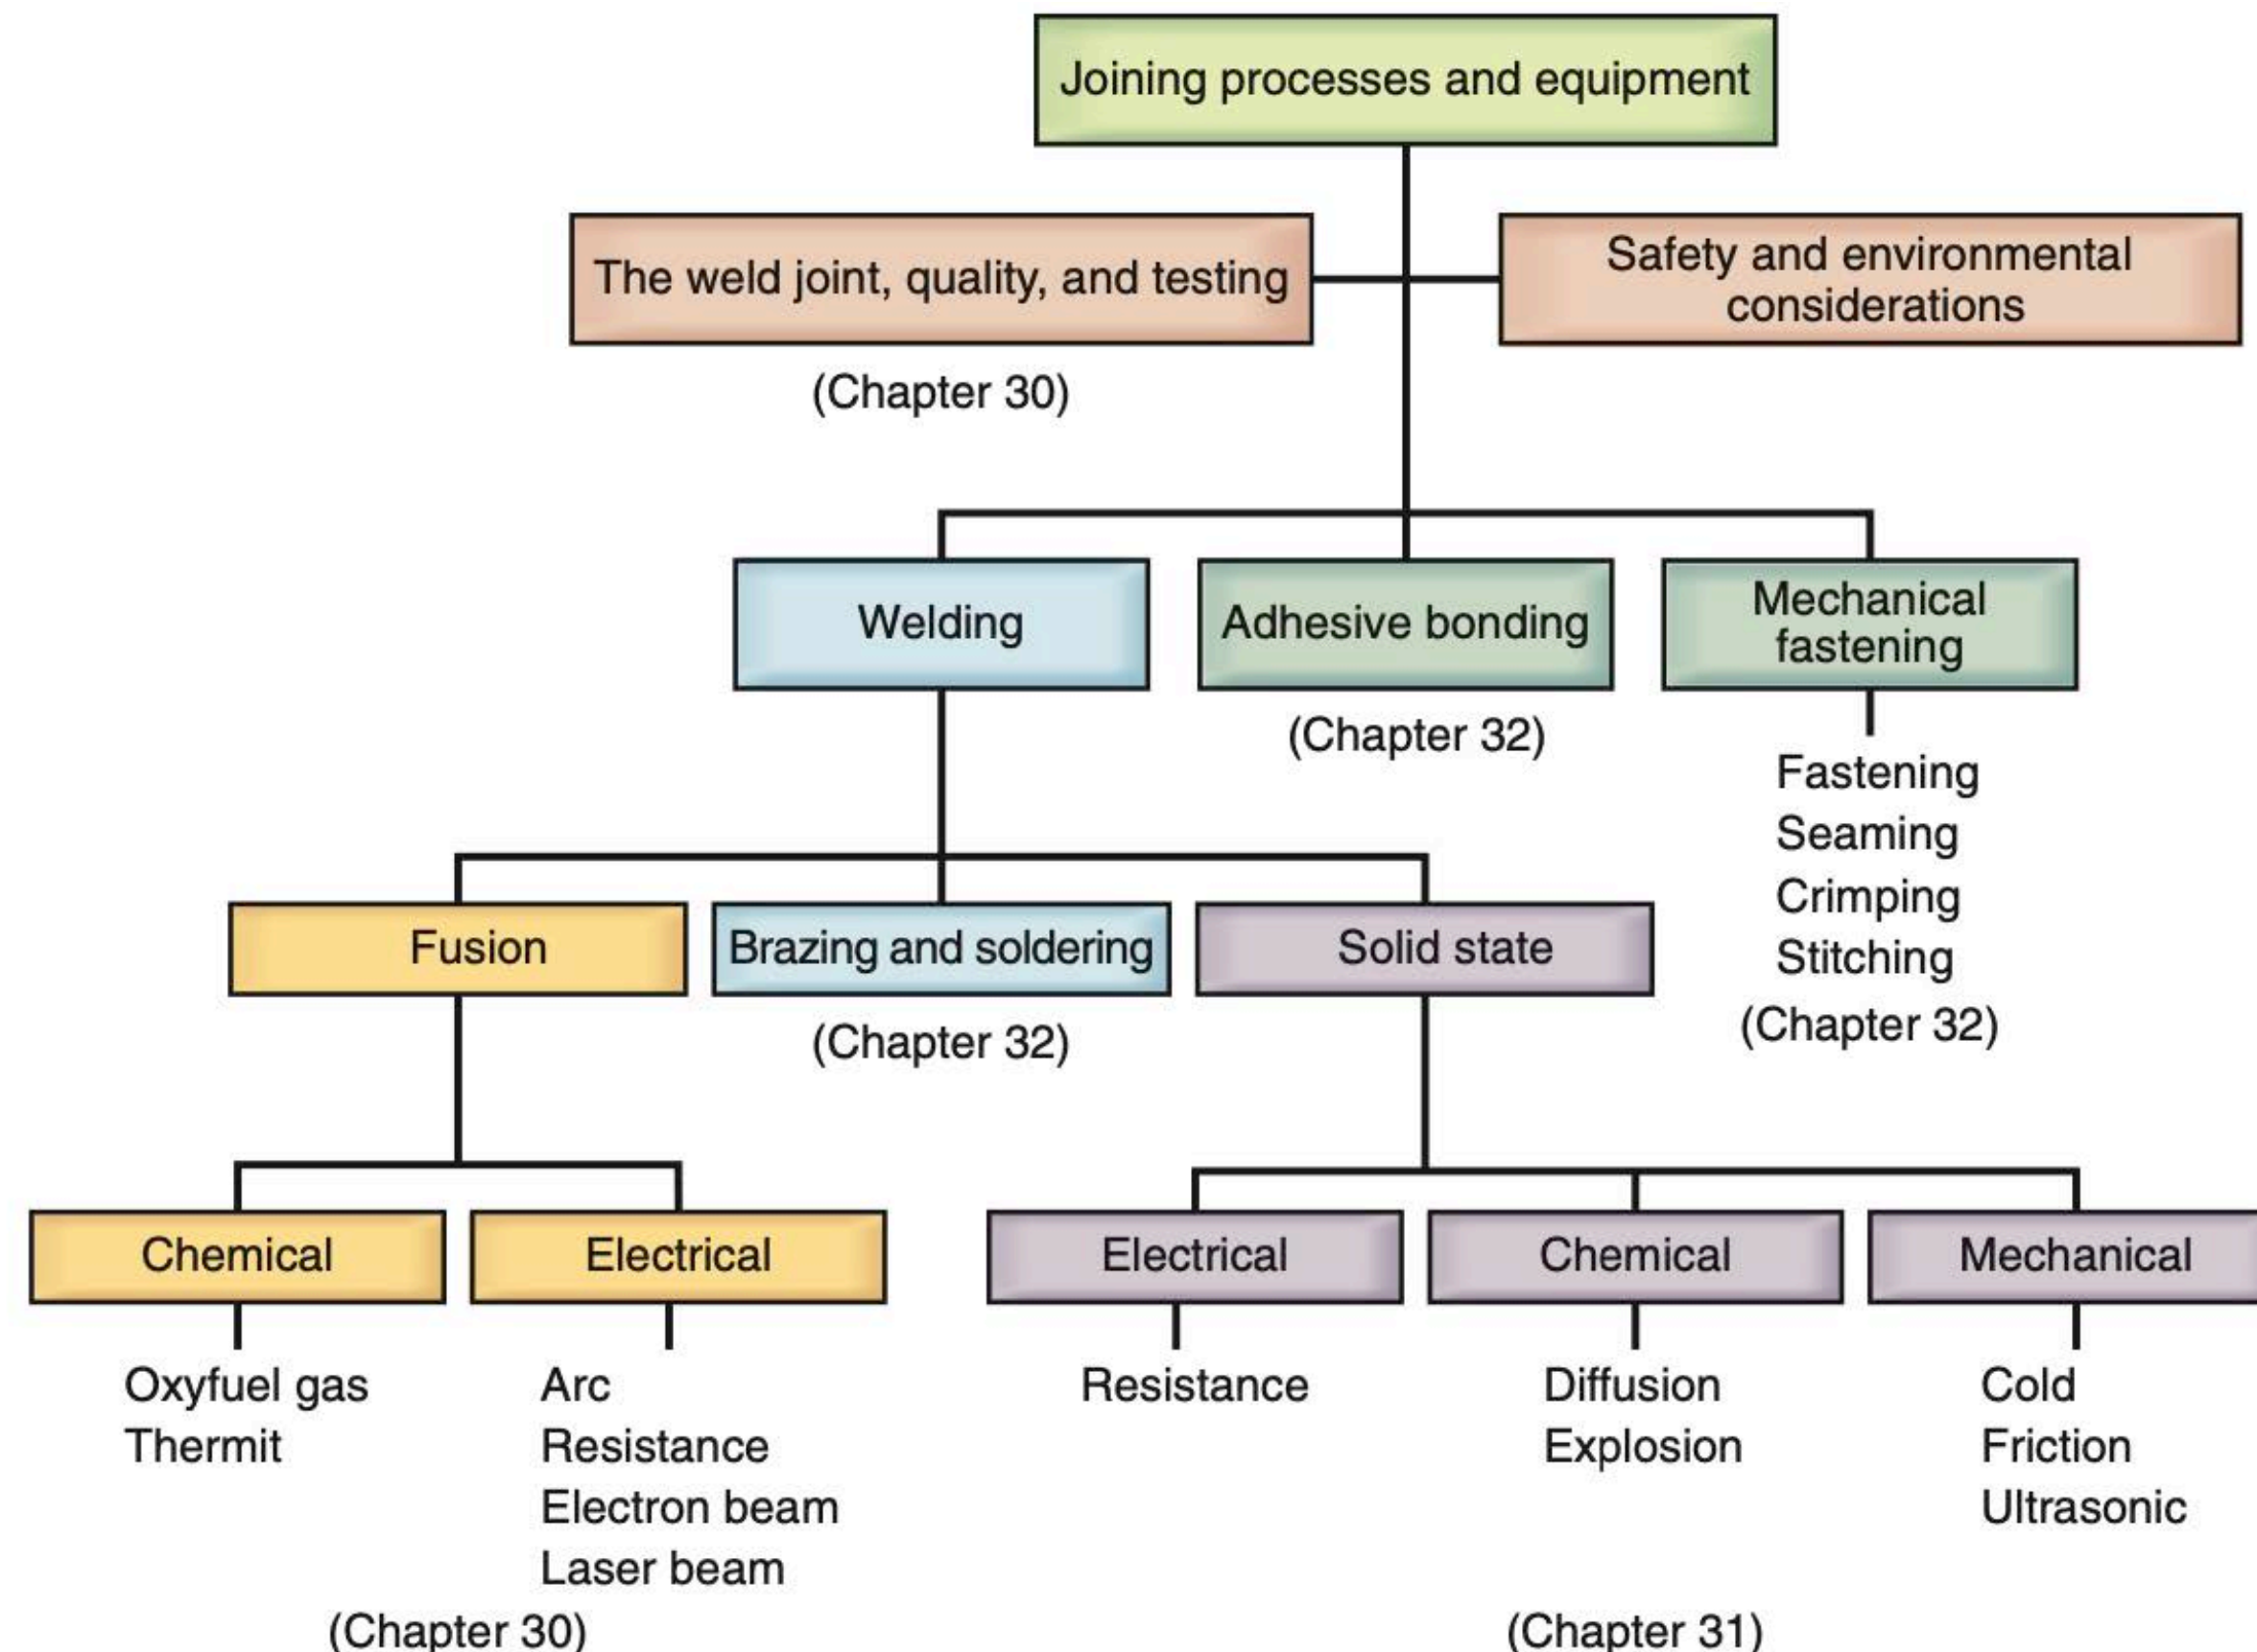 Joining processes and equipment
The weld joint, quality, and testing
Safety and environmental
considerations
(Chapter 30)
Welding
Adhesive bonding
Mechanical
fastening
(Chapter 32)
Fastening
Seaming
Crimping
Stitching
(Chapter 32)
Fusion
Brazing and soldering
Solid state
(Chapter 32)
Chemical
Electrical
Electrical
Chemical
Mechanical
Oxyfuel gas
Thermit
Arc
Resistance
Electron beam
Laser beam
(Chapter 30)
Resistance
Diffusion
Explosion
Cold
Friction
Ultrasonic
(Chapter 31)